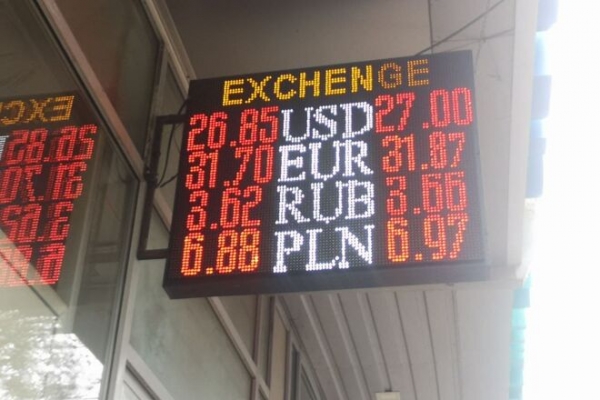 EXCHENGE
26.85 USD 27.00
31.70 EUR 31.87
3.62 RUB 3.66
6.88 PLN 6.97